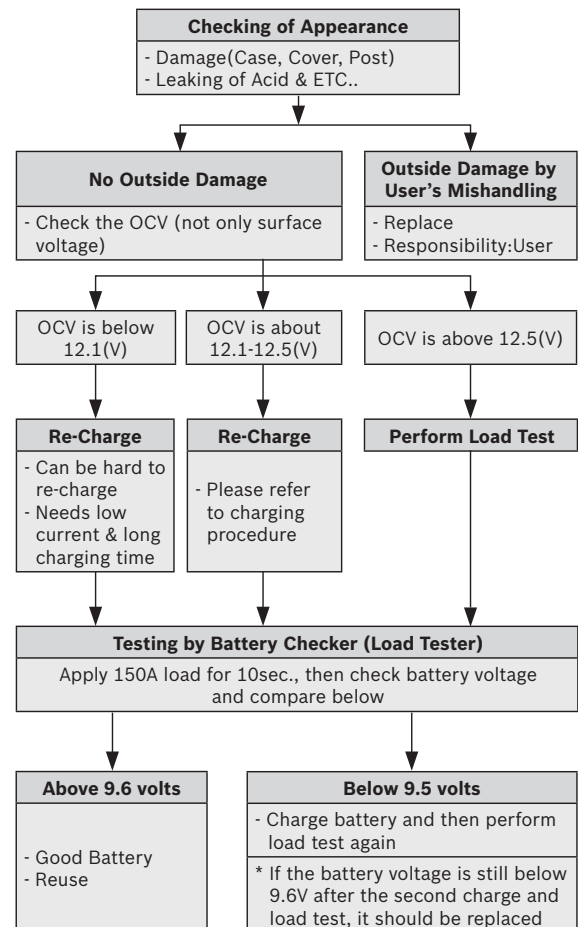 Checking of Appearance
- Damage(Case, Cover, Post)
- Leaking of Acid & ETC..
No Outside Damage
- Check the OCV (not only surface
voltage)
Outside Damage by
User's Mishandling
- Replace
- Responsibility:User
OCV is below
12.1(V)
OCV is about
12.1-12.5(V)
OCV is above 12.5(V)
Re-Charge
- Can be hard to
re-charge
- Needs low
current & long
charging time
Re-Charge
- Please refer
to charging
procedure
Perform Load Test
Testing by Battery Checker (Load Tester)
Apply 150A load for 10sec., then check battery voltage
and compare below
Above 9.6 volts
- Good Battery
- Reuse
Below 9.5 volts
- Charge battery and then perform
load test again
* If the battery voltage is still below
9.6V after the second charge and
load test, it should be replaced